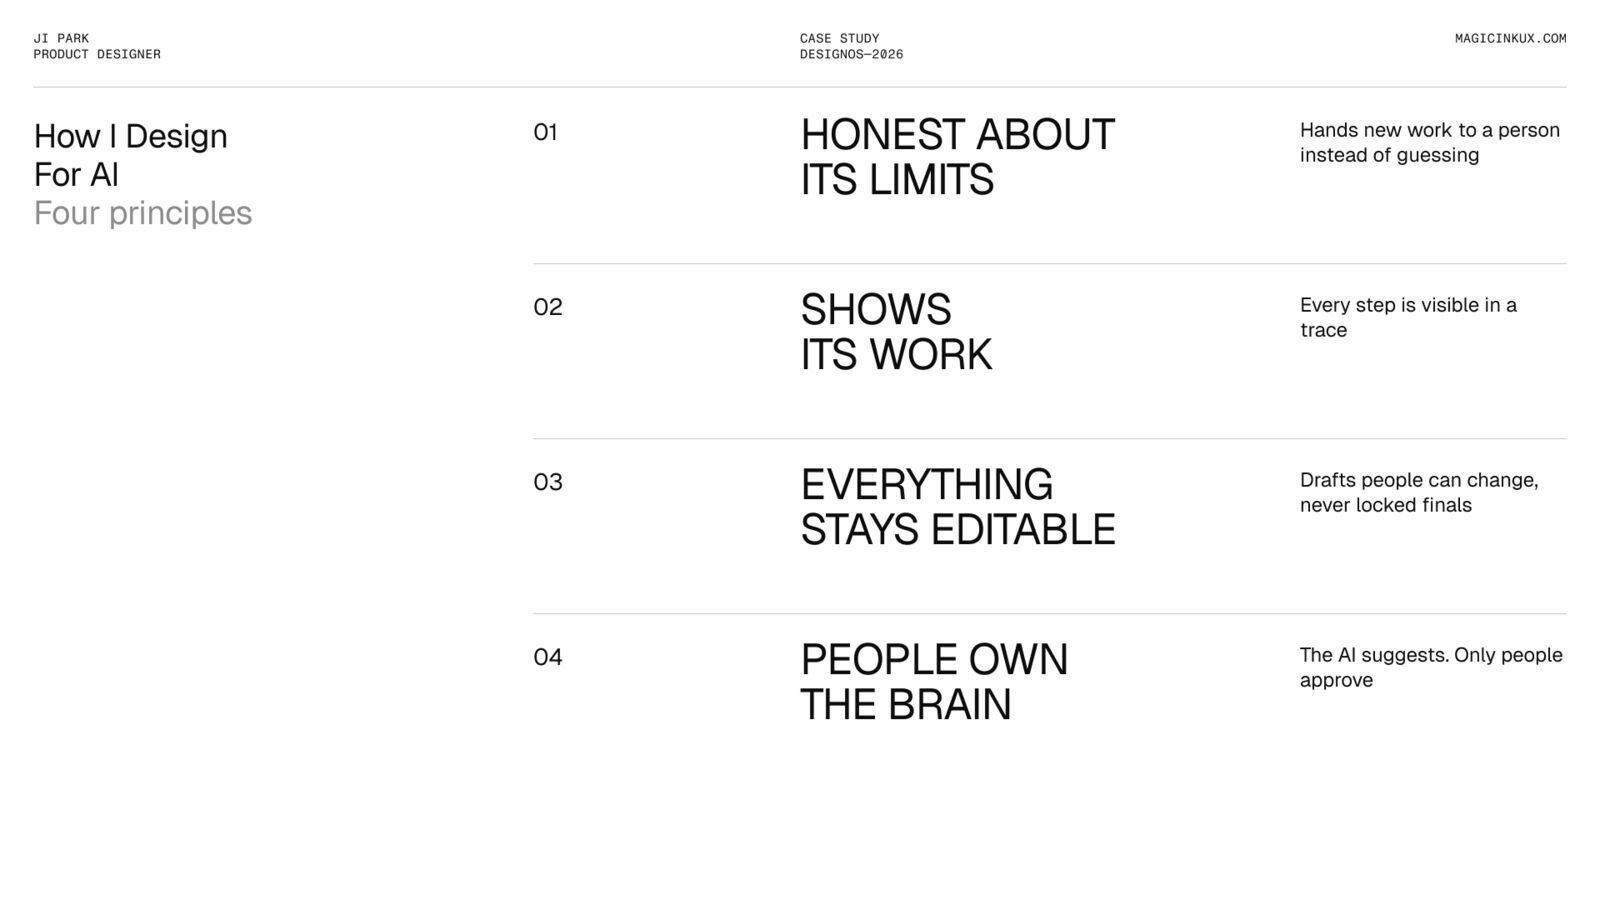 JI PARK
PRODUCT DESIGNER
CASE STUDY
DESIGNOS—2026
MAGICINKUX.COM
How I Design
For AI
Four principles
01
HONEST ABOUT
ITS LIMITS
Hands new work to a person
instead of guessing
02
SHOWS
ITS WORK
Every step is visible in a
trace
03
EVERYTHING
STAYS EDITABLE
Drafts people can change,
never locked finals
04
PEOPLE OWN
THE BRAIN
The AI suggests. Only people
approve